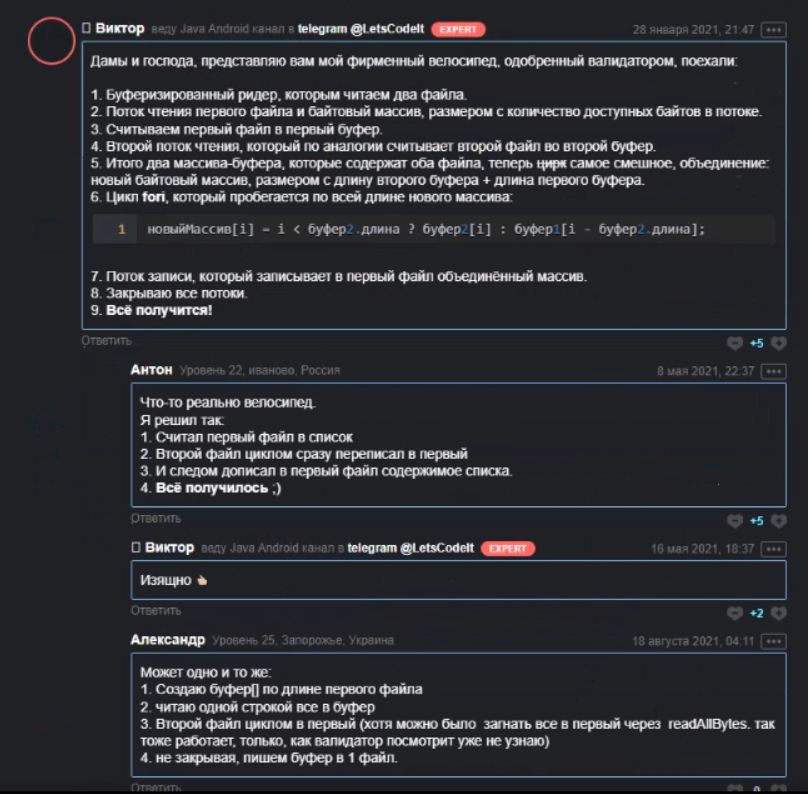 Виктор веду Java Android канал в telegram @LetsCodeIt EXPERT 28 января 2021, 21:47
Дамы и господа, представляю вам мой фирменный велосипед, одобренный валидатором, поехали:
1. Буферизированный ридер, которым читаем два файла.
2. Поток чтения первого файла и байтовый массив, размером с количество доступных байтов в потоке.
3. Считываем первый файл в первый буфер.
4. Второй поток чтения, который по аналогии считывает второй файл во второй буфер.
5. Итого два массива-буфера, которые содержат оба файла, теперь цирк самое смешное, объединение:
новый байтовый массив, размером с длину второго буфера + длина первого буфера.
6. Цикл fori, который пробегается по всей длине нового массива:
1 новыйМассив[i] = i < буфер2.длина ? буфер2[i] : буфер1[i - буфер2.длина];
7. Поток записи, который записывает в первый файл объединённый массив.
8. Закрываю все потоки.
9. Всё получится!
Ответить +5
Антон Уровень 22, иваново, Россия 8 мая 2021, 22:37
Что-то реально велосипед.
Я решил так:
1. Считал первый файл в список
2. Второй файл циклом сразу переписал в первый
3. И следом дописал в первый файл содержимое списка.
4. Всё получилось ;)
Ответить +5
Виктор веду Java Android канал в telegram @LetsCodeIt EXPERT 16 мая 2021, 18:37
Изящно
Ответить +2
Александр Уровень 25, Запорожье, Украина 18 августа 2021, 04:11
Может одно и то же:
1. Создаю буфер[] по длине первого файла
2. читаю одной строкой все в буфер
3. Второй файл циклом в первый (хотя можно было загнать все в первый через readAllBytes. так
тоже работает, только, как валидатор посмотрит уже не узнаю)
4. не закрывая, пишем буфер в 1 файл.
Ответить 0